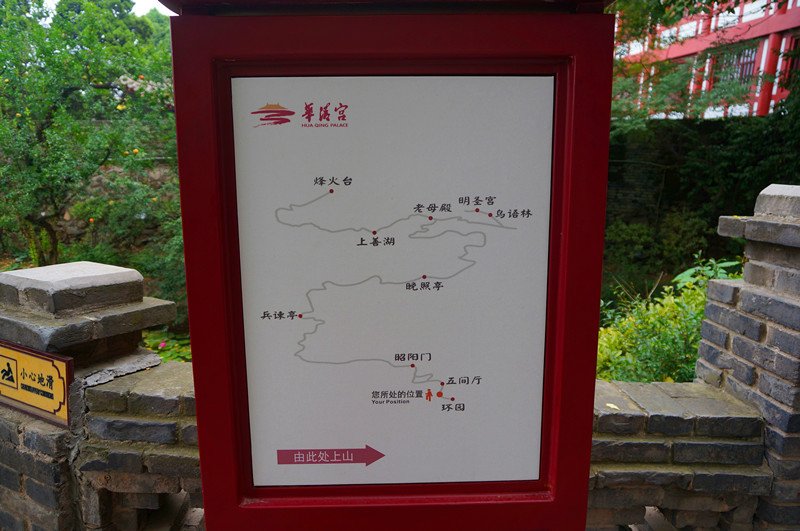 華清宫
HUA QING PALACE
烽火台
明圣宫
老母殿
鸟语林
上善湖
晚照亭
兵谏亭
昭阳门
五间厅
您所处的位置
Your Position
环园
由此处上山
小心地滑